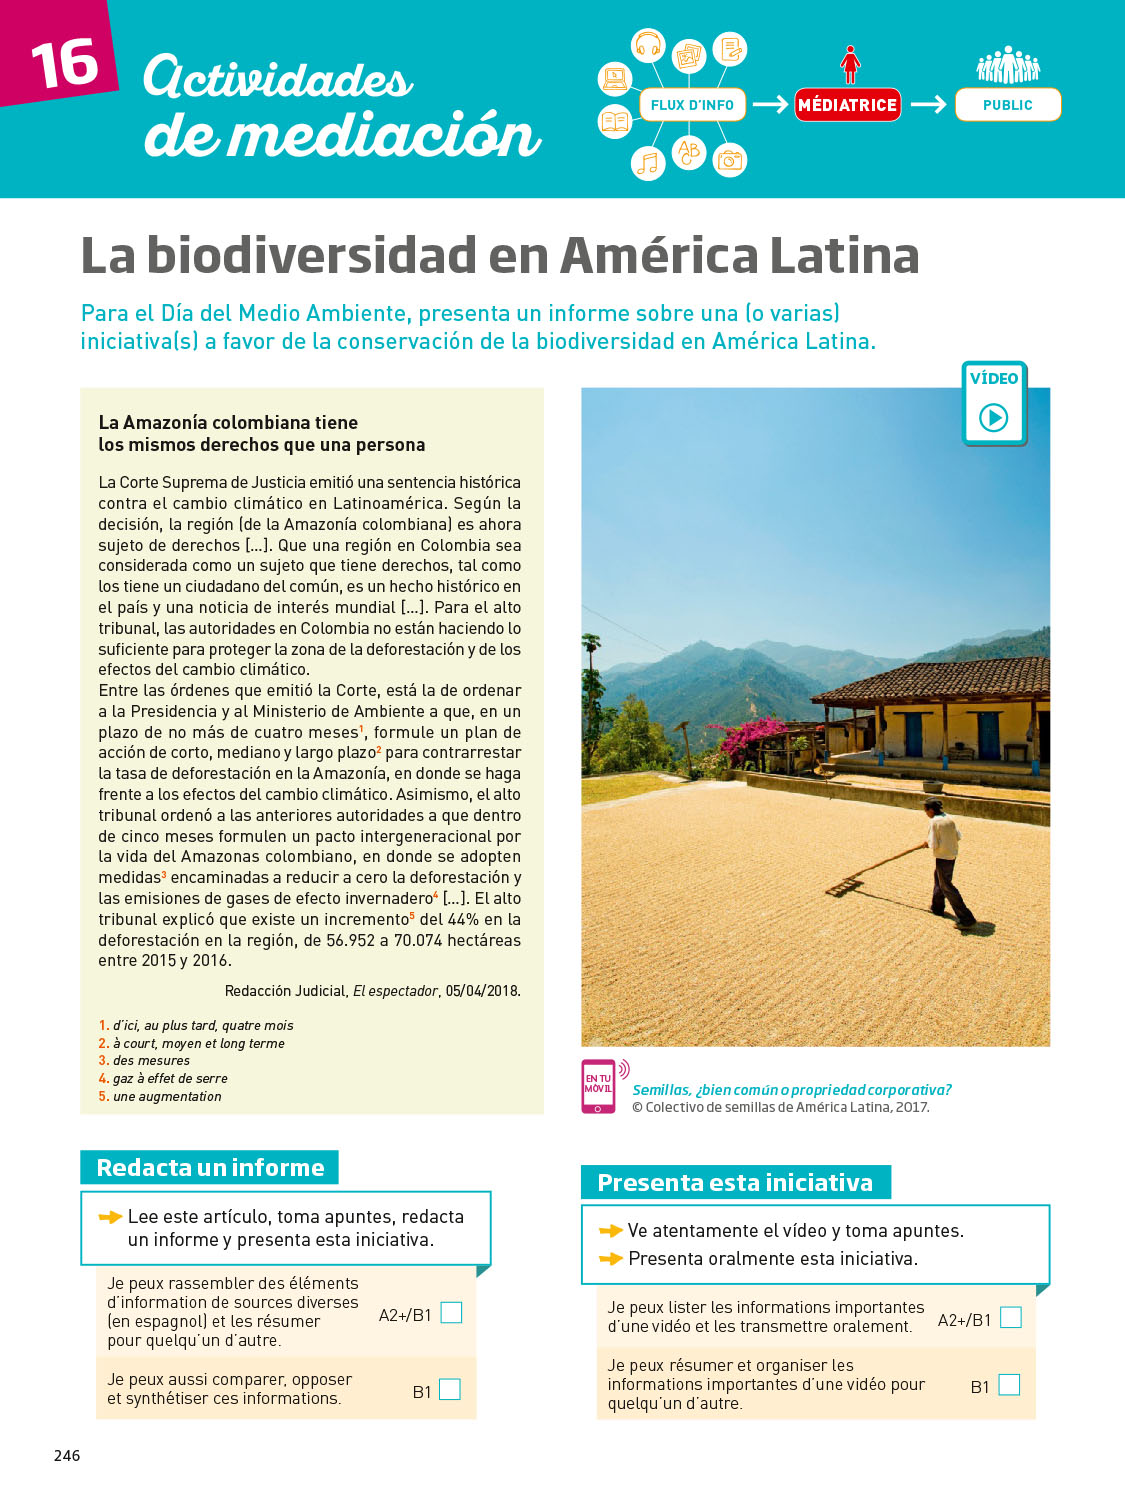 16
Actividades
de mediación
FLUX D'INFO
MÉDIATRICE
PUBLIC
AB
C
La biodiversidad en América Latina
Para el Día del Medio Ambiente, presenta un informe sobre una (o varias)
iniciativa(s) a favor de la conservación de la biodiversidad en América Latina.
La Amazonía colombiana tiene
los mismos derechos que una persona
La Corte Suprema de Justicia emitió una sentencia histórica
contra el cambio climático en Latinoamérica. Según la
decisión, la región (de la Amazonía colombiana) es ahora
sujeto de derechos [...]. Que una región en Colombia sea
considerada como un sujeto que tiene derechos, tal como
los tiene un ciudadano del común, es un hecho histórico en
el país y una noticia de interés mundial [...]. Para el alto
tribunal, las autoridades en Colombia no están haciendo lo
suficiente para proteger la zona de la deforestación y de los
efectos del cambio climático.
Entre las órdenes que emitió la Corte, está la de ordenar
a la Presidencia y al Ministerio de Ambiente a que, en un
plazo de no más de cuatro meses1, formule un plan de
acción de corto, mediano y largo plazo2 para contrarrestar
la tasa de deforestación en la Amazonía, en donde se haga
frente a los efectos del cambio climático. Asimismo, el alto
tribunal ordenó a las anteriores autoridades a que dentro
de cinco meses formulen un pacto intergeneracional por
la vida del Amazonas colombiano, en donde se adopten
medidas3 encaminadas a reducir a cero la deforestación y
las emisiones de gases de efecto invernadero4 [...]. El alto
tribunal explicó que existe un incremento5 del 44% en la
deforestación en la región, de 56.952 a 70.074 hectáreas
entre 2015 y 2016.
Redacción Judicial, El espectador, 05/04/2018.
1. d'ici, au plus tard, quatre mois
2. à court, moyen et long terme
3. des mesures
4. gaz à effet de serre
5. une augmentation
VÍDEO
EN TU
MÓVIL
Semillas, ¿bien común o propiedad corporativa?
© Colectivo de semillas de América Latina, 2017.
Redacta un informe
Lee este artículo, toma apuntes, redacta
un informe y presenta esta iniciativa.
Je peux rassembler des éléments
d'information de sources diverses
(en espagnol) et les résumer
pour quelqu'un d'autre.
A2+/B1
Je peux aussi comparer, opposer
et synthétiser ces informations.
B1
Presenta esta iniciativa
Ve atentamente el vídeo y toma apuntes.
Presenta oralmente esta iniciativa.
Je peux lister les informations importantes
d'une vidéo et les transmettre oralement.
A2+/B1
Je peux résumer et organiser les
informations importantes d'une vidéo pour
quelqu'un d'autre.
B1
246